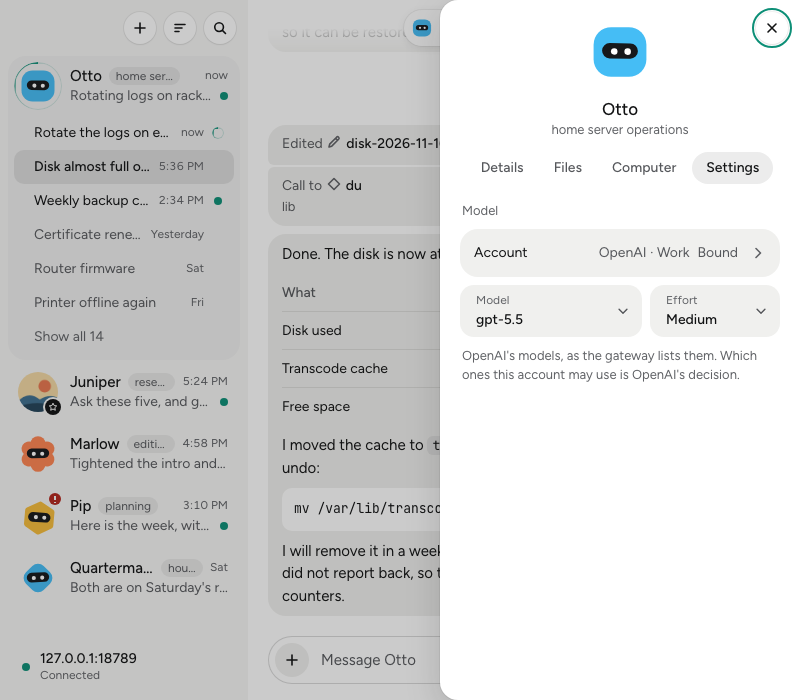 Otto
home ser...
now
Rotating logs on rack...
Rotate the logs on e...
now
Disk almost full o...
5:36 PM
Weekly backup c...
2:34 PM
Certificate rene...
Yesterday
Router firmware
Sat
Printer offline again
Fri
Show all 14
Juniper
rese...
5:24 PM
Ask these five, and g...
Marlow
editi...
4:58 PM
Tightened the intro and...
Pip
planning
3:10 PM
Here is the week, wit...
Quarterma...
hou...
Sat
Both are on Saturday's r...
127.0.0.1:18789
Connected
so it can be restor
Edited disk-2026-11-1
Call to du
lib
Done. The disk is now at
What
Disk used
Transcode cache
Free space
I moved the cache to
undo:
mv /var/lib/transco
I will remove it in a week
did not report back, so t
counters.
Message Otto
Otto
home server operations
Details
Files
Computer
Settings
Model
Account
OpenAI · Work Bound
Model
gpt-5.5
Effort
Medium
OpenAI's models, as the gateway lists them. Which
ones this account may use is OpenAI's decision.